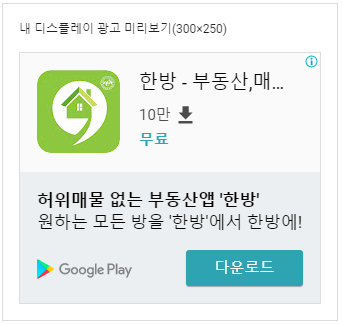 내 디스플레이 광고 미리보기(300×250)
한방 - 부동산,매...
10만
무료
허위매물 없는 부동산앱 '한방'
원하는 모든 방을 '한방'에서 한방에!
Google Play
다운로드